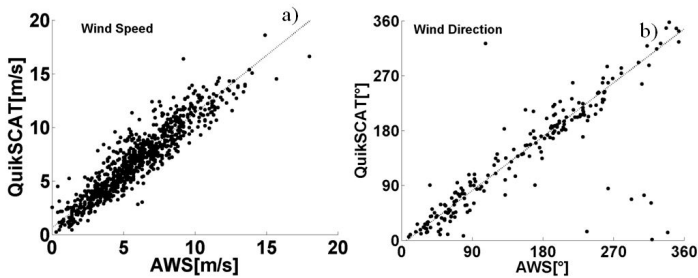 Wind Speed
a)
QuikSCAT[m/s]
20
15
10
5
0
0 5 10 15 20
AWS[m/s]
Wind Direction
b)
QuikSCAT[°]
360
270
180
90
0
0 90 180 270 360
AWS[°]